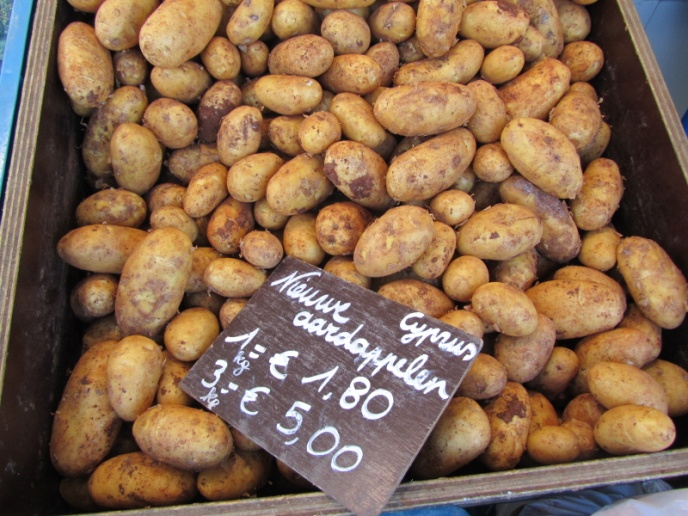 Nieuwe Cyprus
aardappelen
1 kg = € 1,80
3 kg = € 5,00